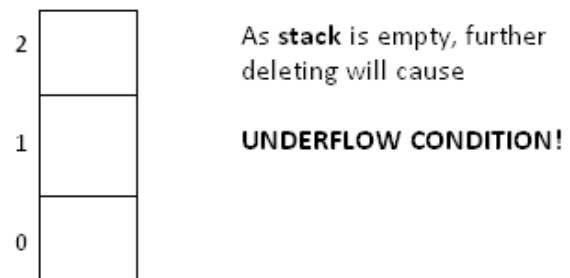 2
As stack is empty, further
deleting will cause
1
UNDERFLOW CONDITION!
0